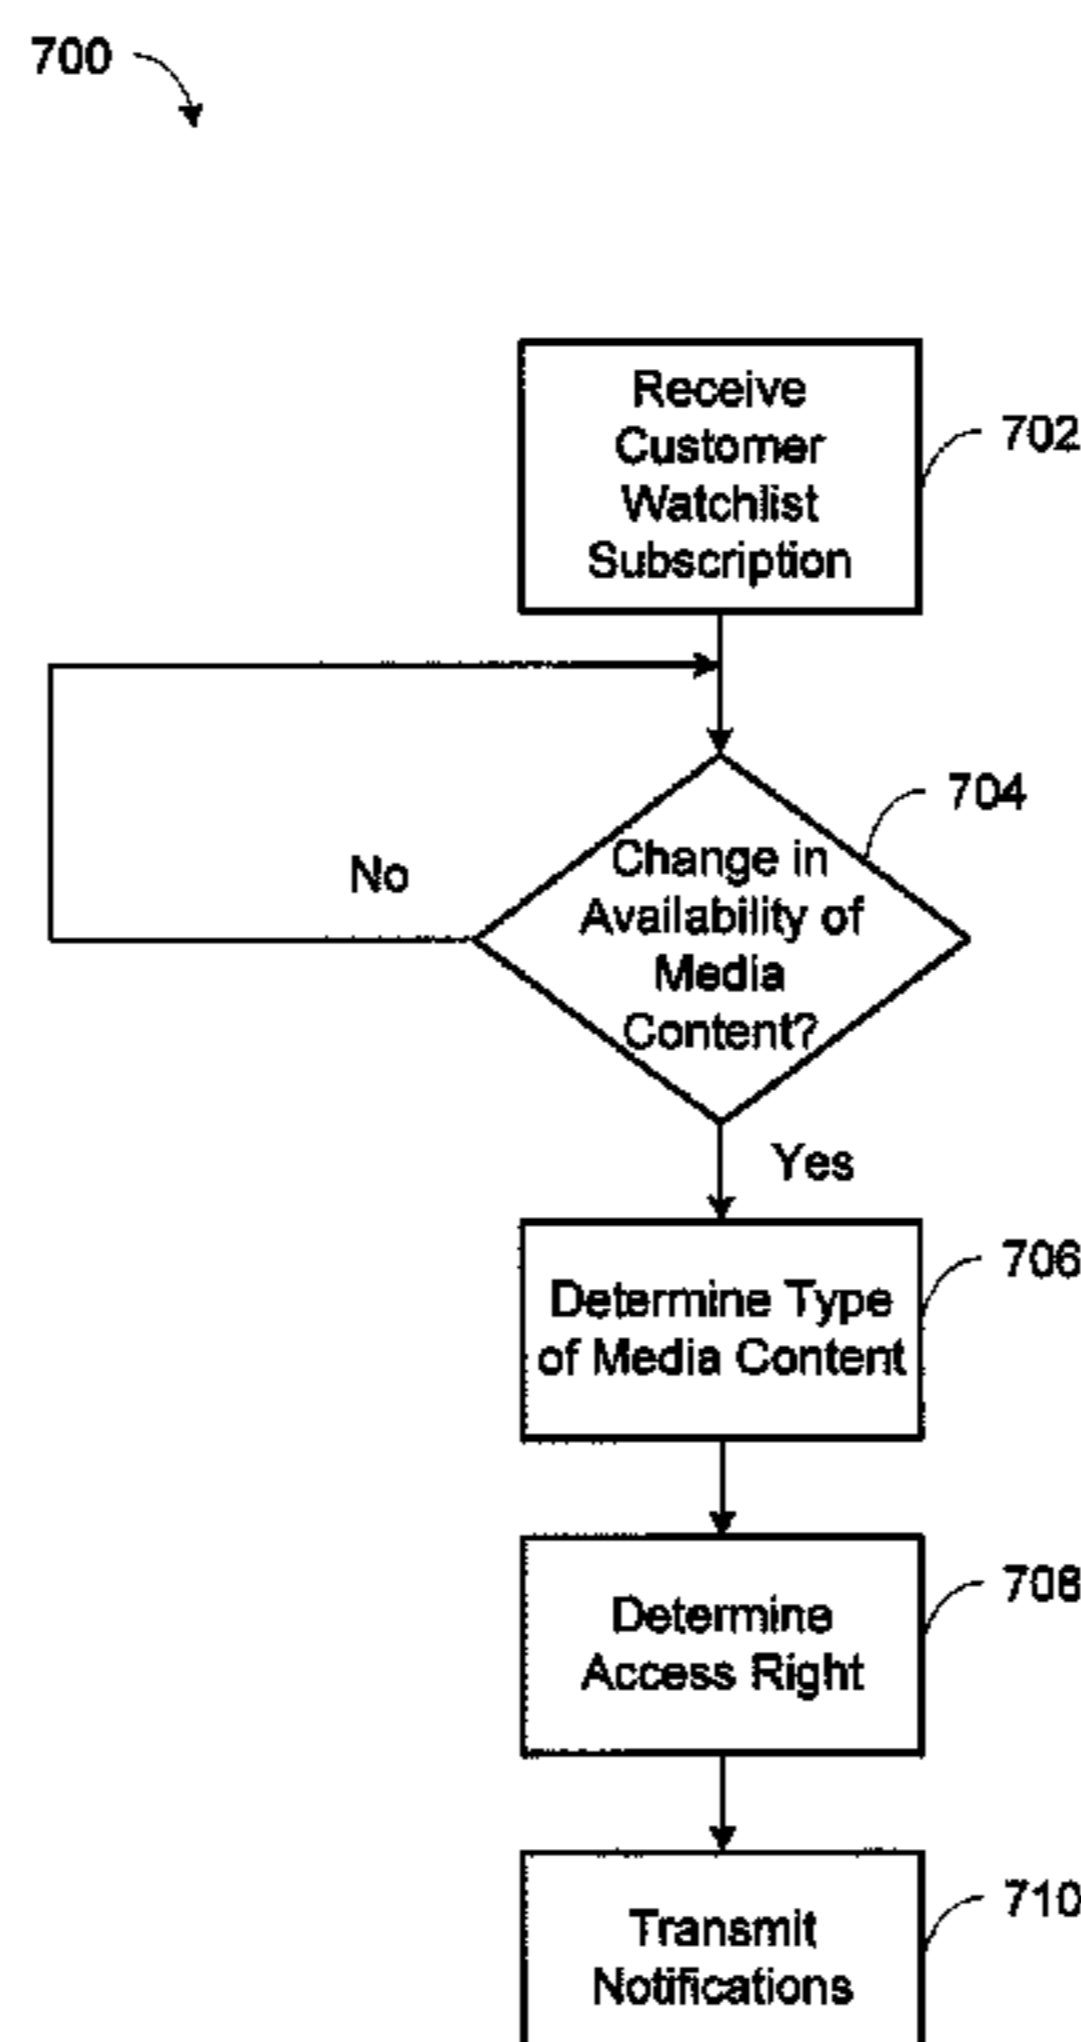 700
Receive
Customer
Watchlist
Subscription
702
704
Change in
Availability of
Media
Content?
No
Yes
706
Determine Type
of Media Content
708
Determine
Access Right
710
Transmit
Notifications